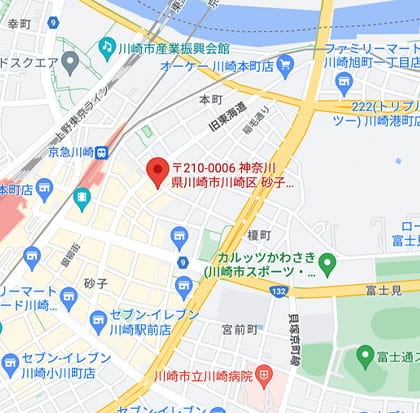 幸町
川崎市産業振興会館
ファミリーマート
川崎旭町一丁目店
オーケー 川崎本町店
ドスクエア
本町
旧東海道
稲毛通り
上野東京ライン
222(トリプル
ツー) 川崎港町店
京急川崎
〒210-0006 神奈川
県川崎市川崎区 砂子...
本町店
榎町
銀柳街
9
カルッツかわさき
(川崎市スポーツ・...
富士見
リーマート
ード川崎...
砂子
9
132
セブン-イレブン
川崎駅前店
宮前町
貝塚京町線
富士通ス
セブン-イレブン
川崎小川町店
川崎市立川崎病院
セブン-イレブン